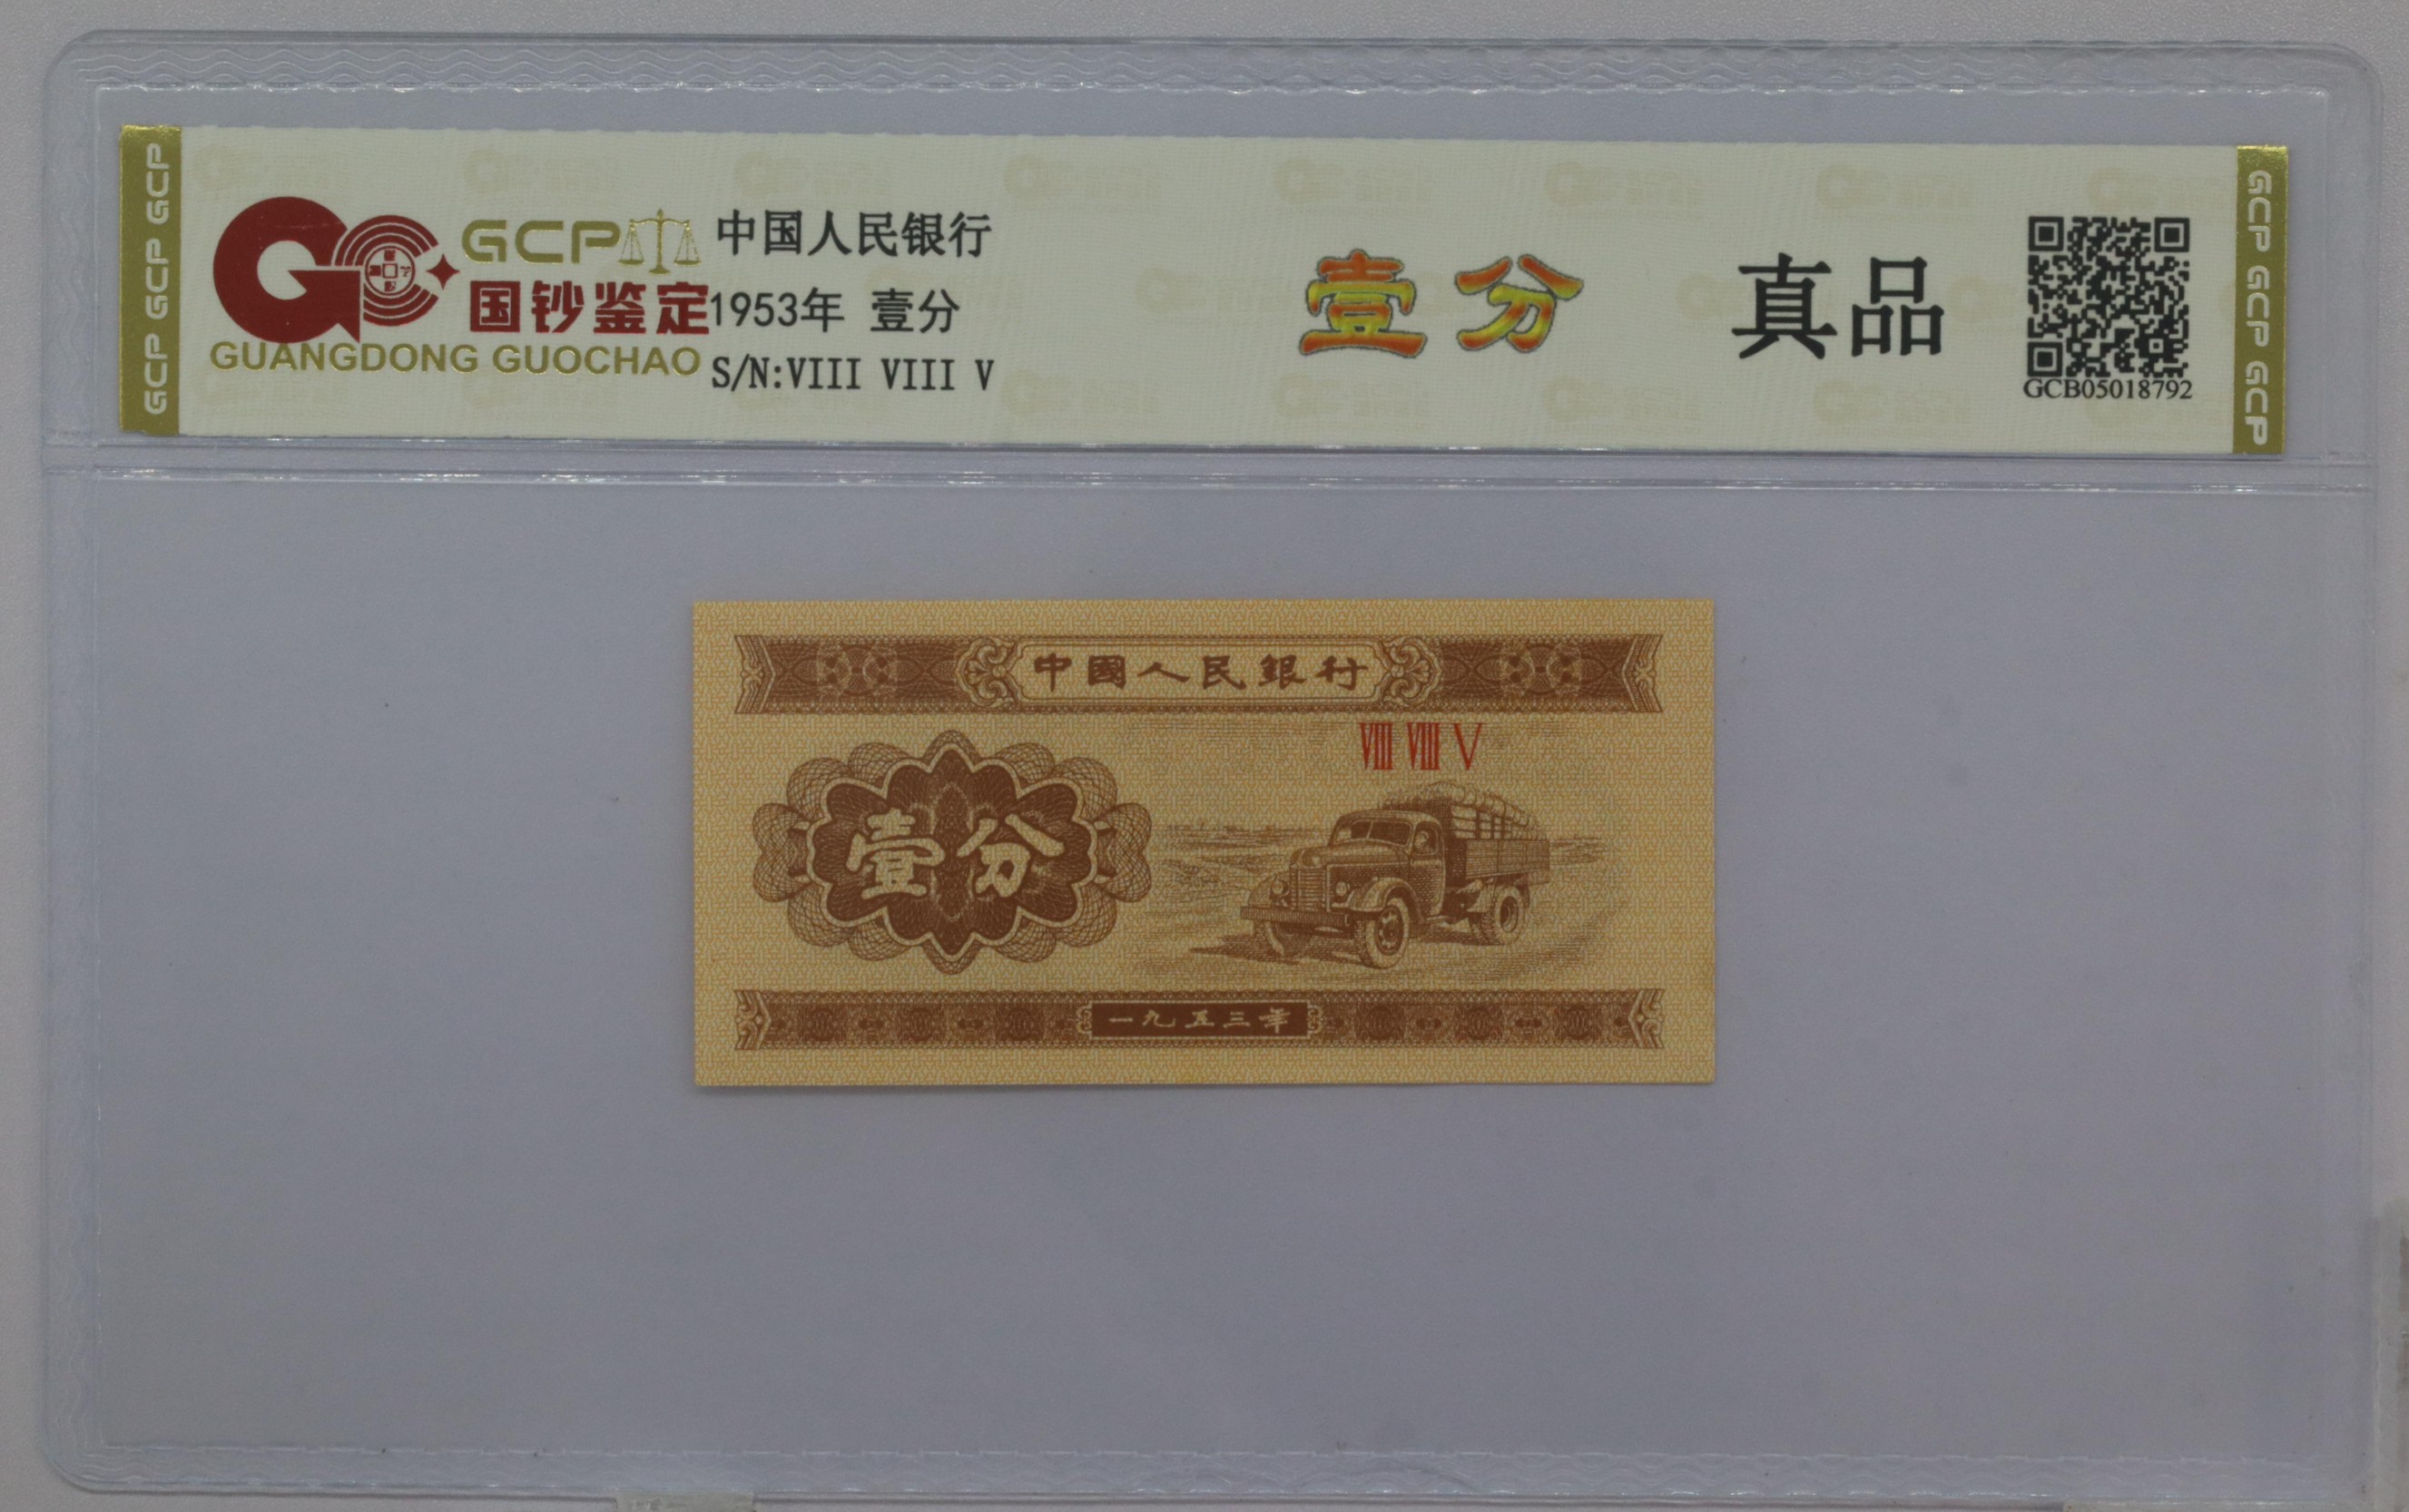 GCP GCP GCP
GCP
国钞鉴定
GUANGDONG GUOCHAO
中国人民银行
1953年 壹分
S/N:VIII VIII V
壹分
真品
GCB05018792
GCP GCP GCP
中國人民銀行
VIII VIII V
壹分
一九五三年